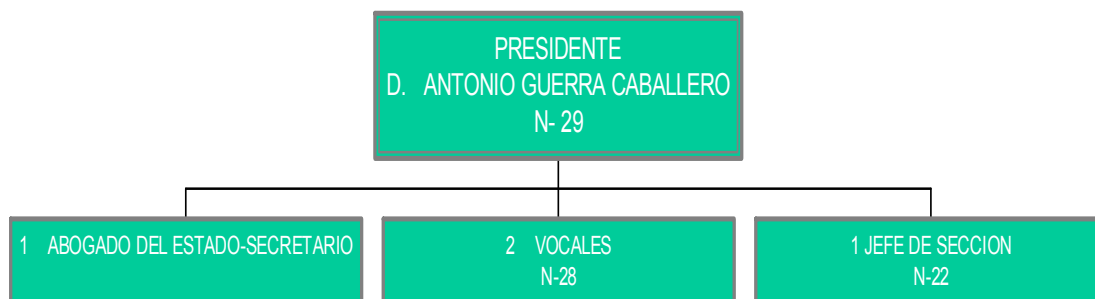 PRESIDENTE
D. ANTONIO GUERRA CABALLERO
N- 29
1 ABOGADO DEL ESTADO-SECRETARIO
2 VOCALES
N-28
1 JEFE DE SECCION
N-22